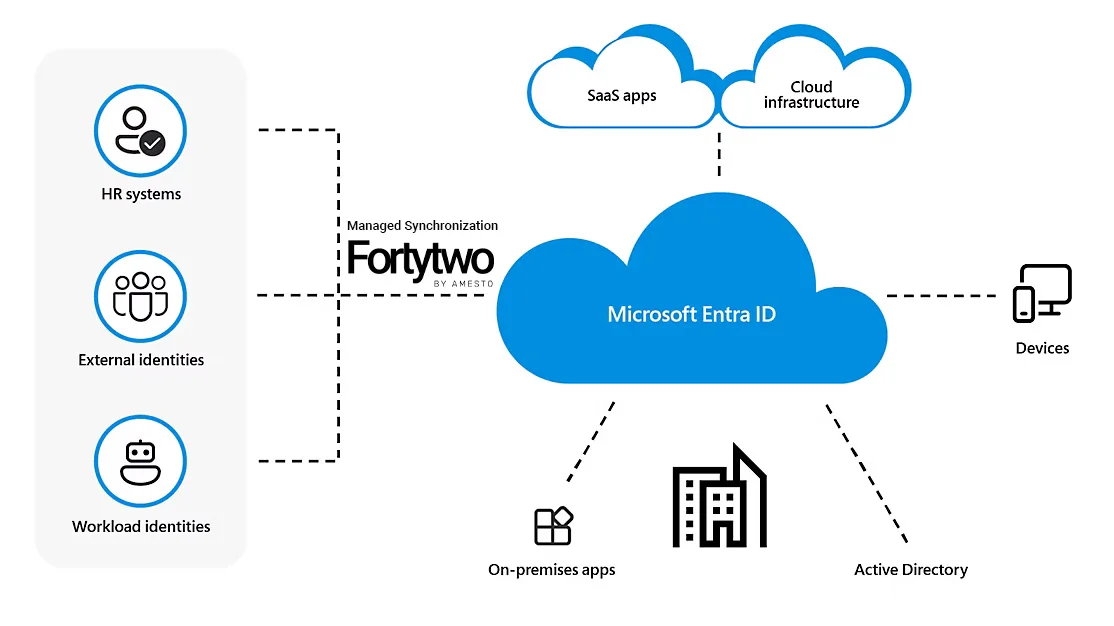 SaaS apps
Cloud
infrastructure
HR systems
Managed Synchronization
Fortytwo
BY AMESTO
Microsoft Entra ID
External identities
Devices
Workload identities
On-premises apps
Active Directory